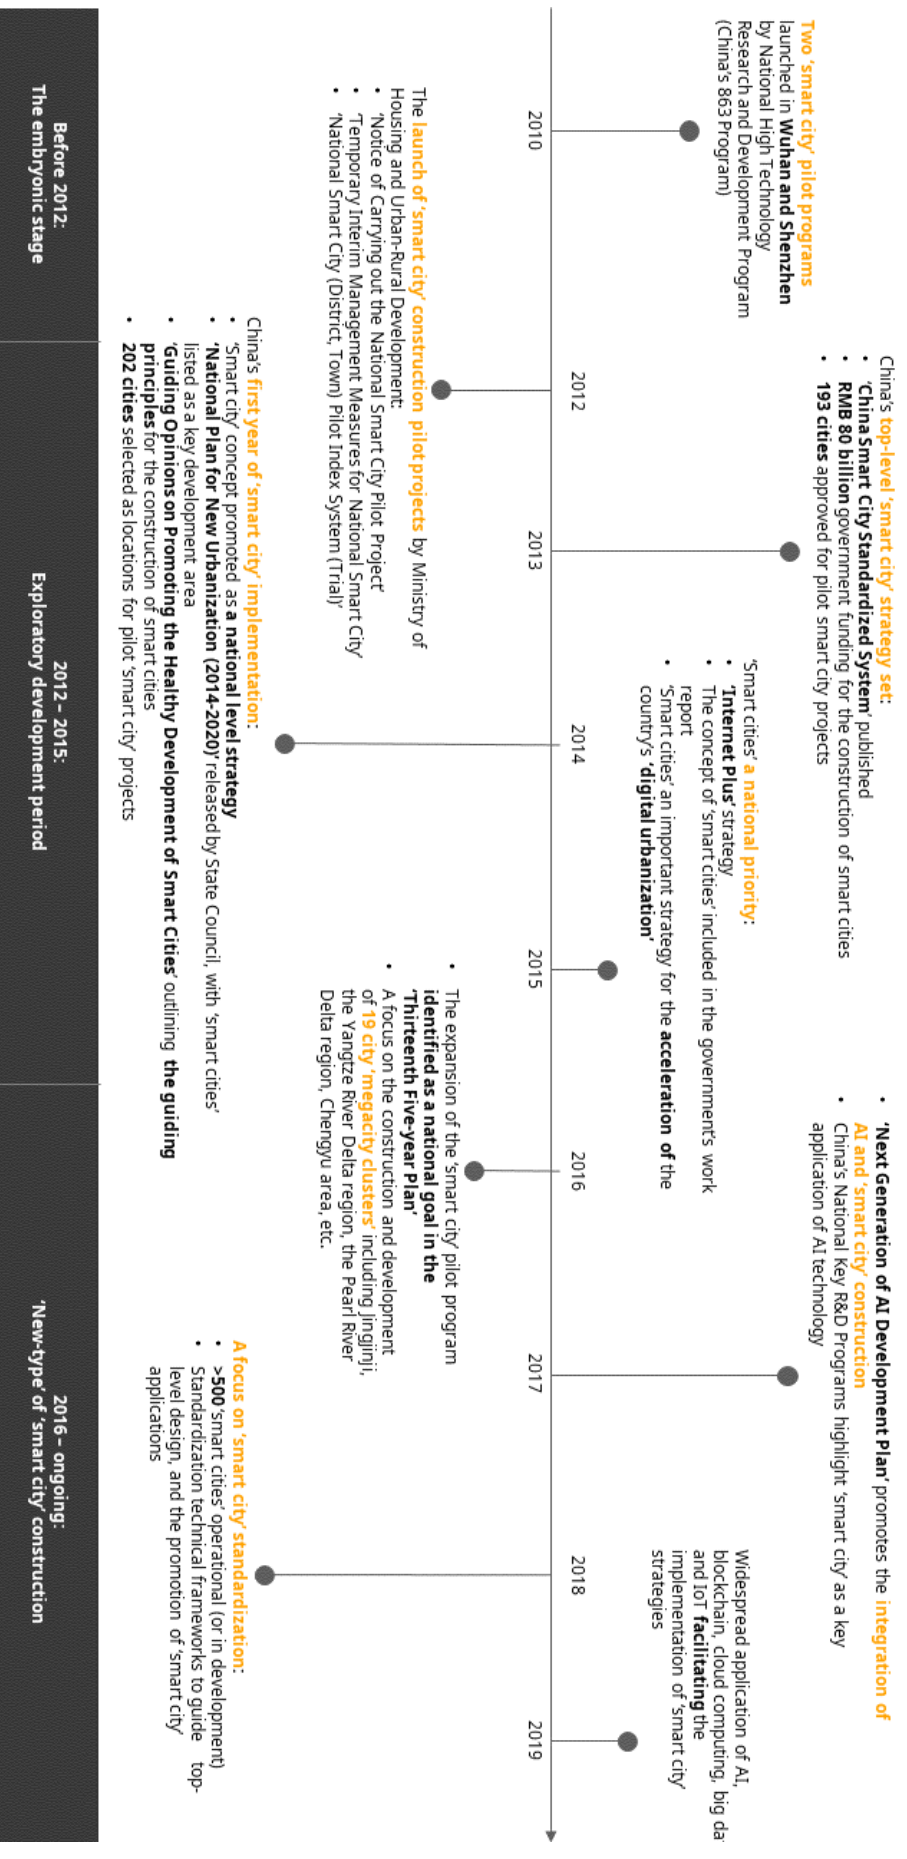 Two ‘smart city’ pilot programs
launched in Wuhan and Shenzhen
by National High Technology
Research and Development Program
(China’s 863 Program)
2010
The launch of ‘smart city’ construction pilot projects by Ministry of
Housing and Urban-Rural Development:
• ‘Notice of Carrying out the National Smart City Pilot Project’
• ‘Temporary Interim Management Measures for National Smart City’
• ‘National Smart City (District, Town) Pilot Index System (Trial)’
2012
China’s top-level ‘smart city’ strategy set:
• ‘China Smart City Standardized System’ published
• RMB 80 billion government funding for the construction of smart cities
• 193 cities approved for pilot smart city projects
2013
China’s first year of ‘smart city’ implementation:
• ‘Smart city’ concept promoted as a national level strategy
• ‘National Plan for New Urbanization (2014-2020)’ released by State Council, with ‘smart cities’
listed as a key development area
• ‘Guiding Opinions on Promoting the Healthy Development of Smart Cities’ outlining the guiding
principles for the construction of smart cities
• 202 cities selected as locations for pilot ‘smart city’ projects
2014
‘Smart cities’ a national priority:
• ‘Internet Plus’ strategy
• The concept of ‘smart cities’ included in the government’s work
report
• ‘Smart cities’ an important strategy for the acceleration of the
country’s ‘digital urbanization’
2015
• The expansion of the ‘smart city’ pilot program
identified as a national goal in the
‘Thirteenth Five-year Plan’
• A focus on the construction and development
of 19 city ‘megacity clusters’ including Jingjinji,
the Yangtze River Delta region, the Pearl River
Delta region, Chengyu area, etc.
2016
• ‘Next Generation of AI Development Plan’ promotes the integration of
AI and ‘smart city’ construction
• China’s National Key R&D Programs highlight ‘smart city’ as a key
application of AI technology
2017
A focus on ‘smart city’ standardization:
• >500 ‘smart cities’ operational (or in development)
• Standardization technical frameworks to guide top-
level design, and the promotion of ‘smart city’
applications
2018
Widespread application of AI,
blockchain, cloud computing, big da
and IoT facilitating the
implementation of ‘smart city’
strategies
2019
Before 2012:
The embryonic stage
2012 – 2015:
Exploratory development period
2016 – ongoing:
‘New-type’ of ‘smart city’ construction